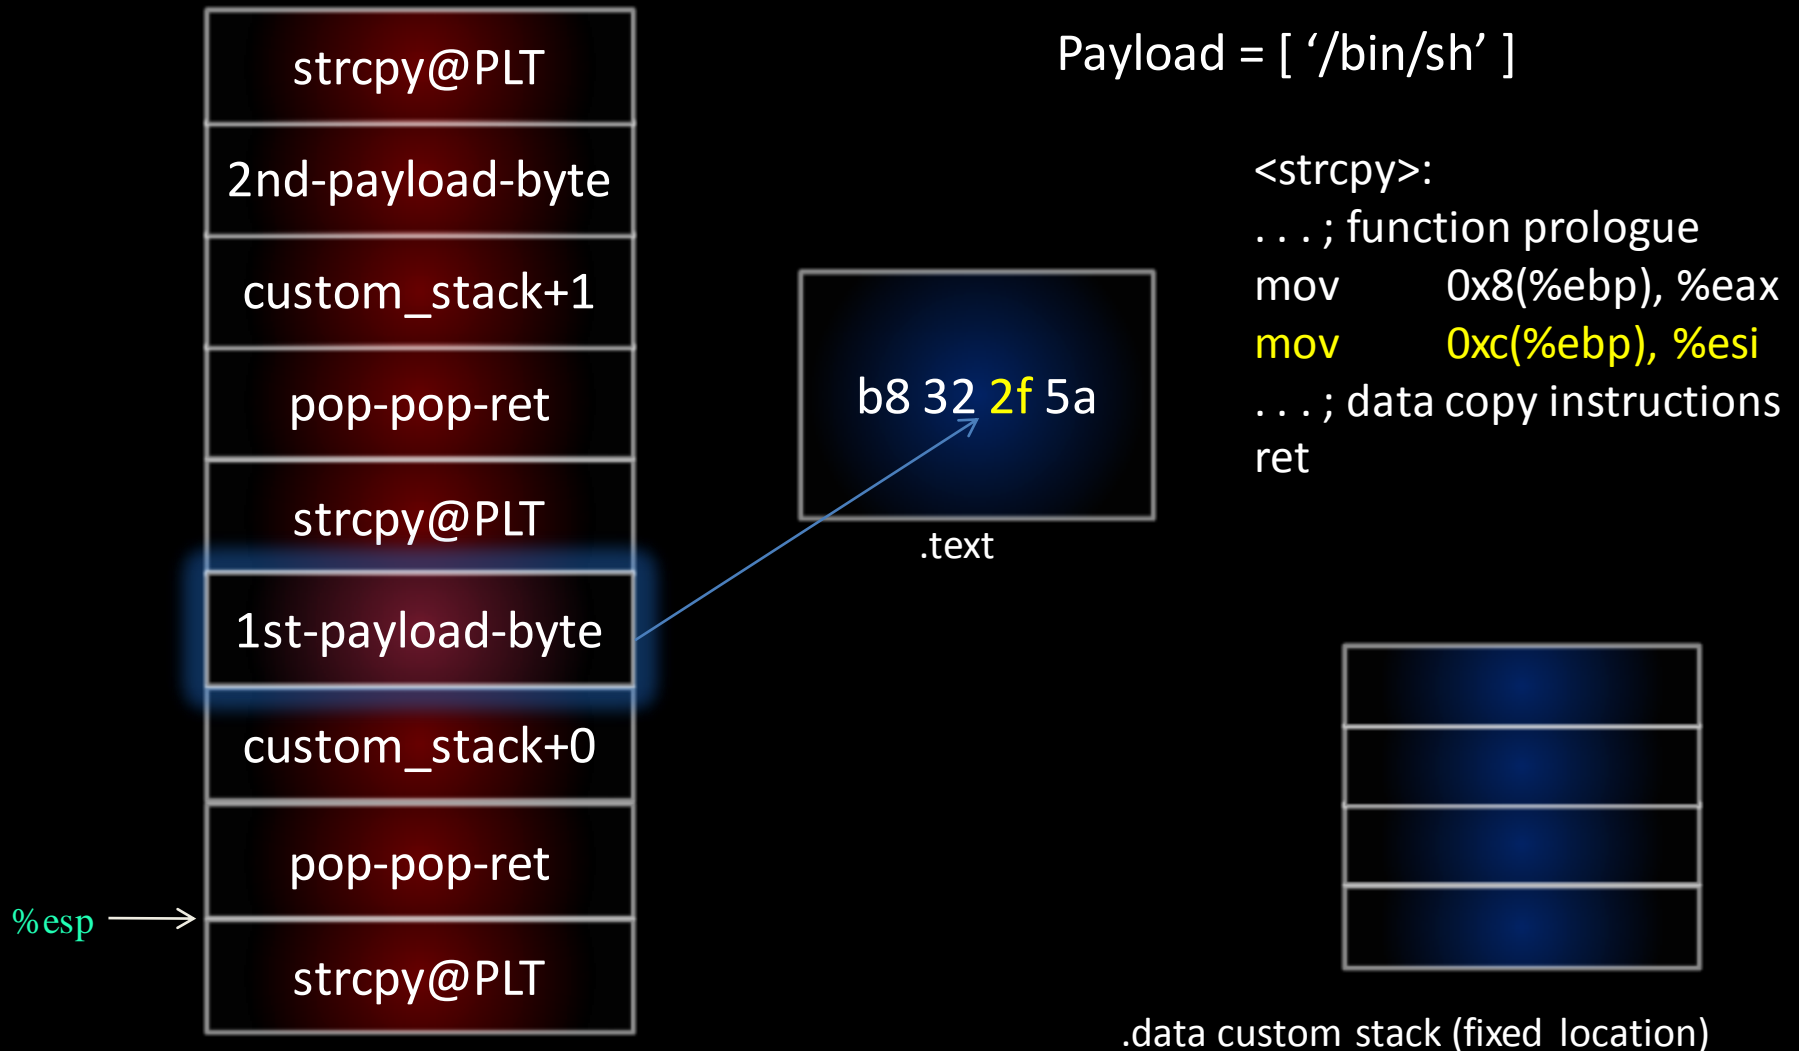 strcpy@PLT
2nd-payload-byte
custom_stack+1
pop-pop-ret
strcpy@PLT
1st-payload-byte
custom_stack+0
pop-pop-ret
strcpy@PLT
%esp
b8 32 2f 5a
.text
Payload = [ ‘/bin/sh’ ]
<strcpy>:
. . . ; function prologue
mov 0x8(%ebp), %eax
mov 0xc(%ebp), %esi
. . . ; data copy instructions
ret
.data custom stack (fixed location)